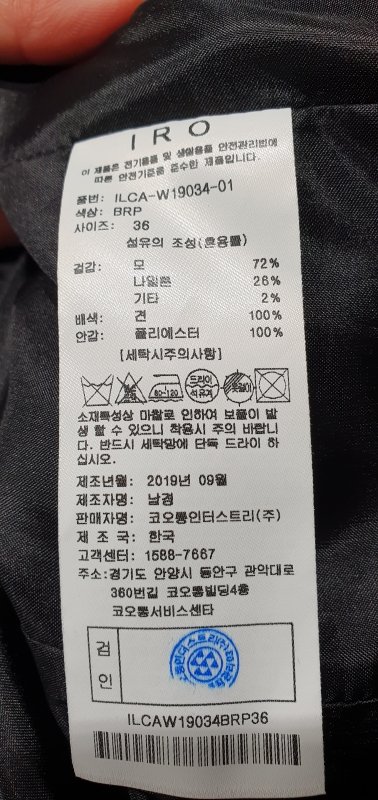 IRO
이 제품은 전기용품 및 생활용품 안전관리법에
따른 안전기준을 준수한 제품입니다.
품번: ILCA-W19034-01
색상: BRP
사이즈: 36
섬유의 조성(혼용률)
겉감: 모 72%
나일론 26%
기타 2%
배색: 견 100%
안감: 폴리에스터 100%
[세탁시주의사항]
80-120 드라이 석유계 옷걸이
소재특성상 마찰로 인하여 보풀이 발
생 할 수 있으니 착용시 주의 바랍니
다. 반드시 세탁망에 단독 드라이 하
십시오.
제조년월: 2019년 09월
제조자명: 남경
판매자명: 코오롱인더스트리(주)
제 조 국: 한국
고객센터: 1588-7667
주소:경기도 안양시 동안구 관악대로
360번길 코오롱빌딩4층
코오롱서비스센타
검
인
ILCAW19034BRP36